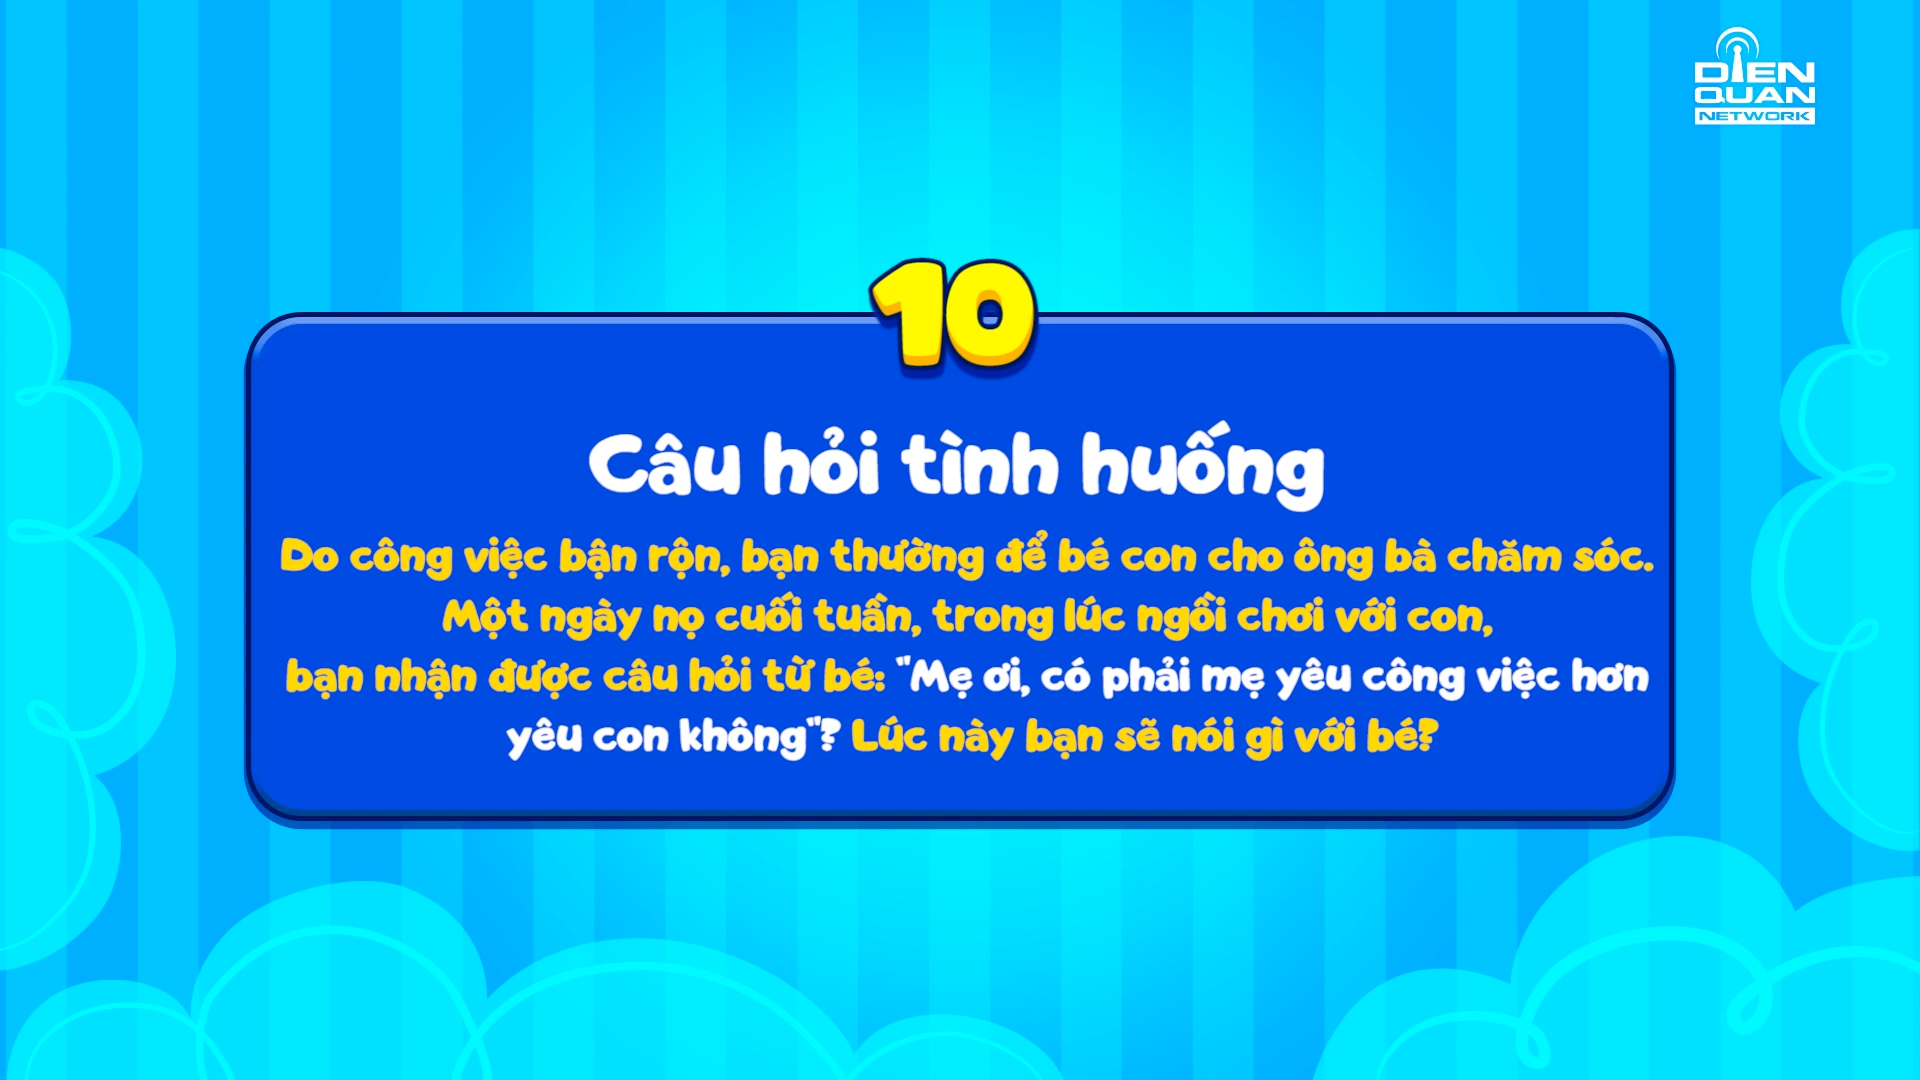 DIEN
QUAN
NETWORK
10
Câu hỏi tình huống
Do công việc bận rộn, bạn thường để bé con cho ông bà chăm sóc.
Một ngày nọ cuối tuần, trong lúc ngồi chơi với con,
bạn nhận được câu hỏi từ bé: "Mẹ ơi, có phải mẹ yêu công việc hơn
yêu con không"? Lúc này bạn sẽ nói gì với bé?